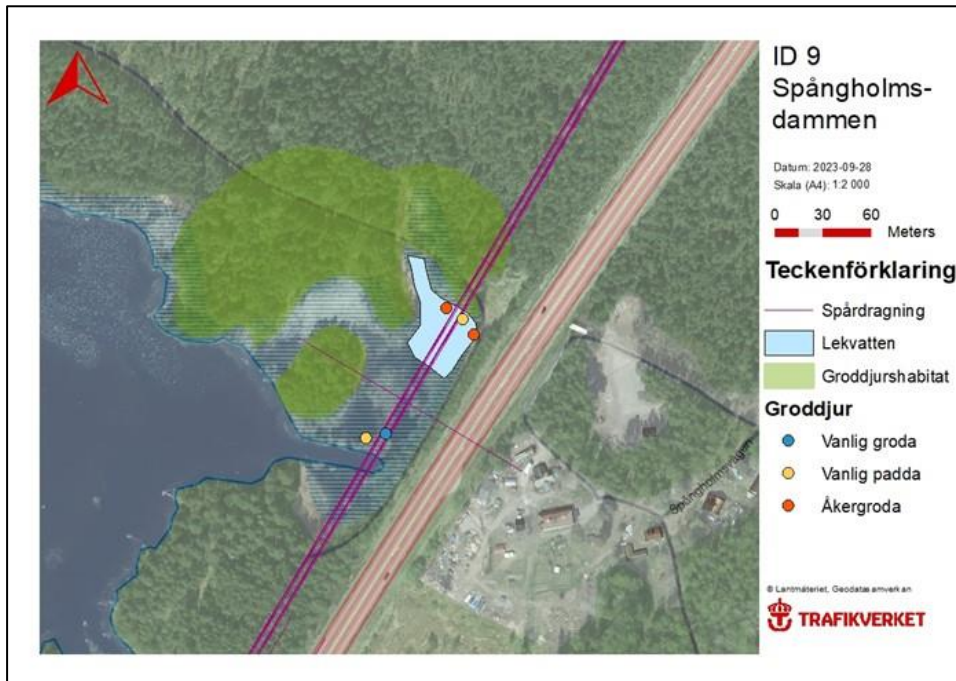 ID 9
Spångholms-
dammen
Datum: 2023-09-28
Skala (A4): 1:2 000
0 30 60
Meters
Teckenförklaring
Spårdragning
Lekvatten
Groddjurshabitat
Groddjur
Vanlig groda
Vanlig padda
Åkergroda
Spångholmsvägen
© Lantmäteriet, Geodatasamverkan
TRAFIKVERKET